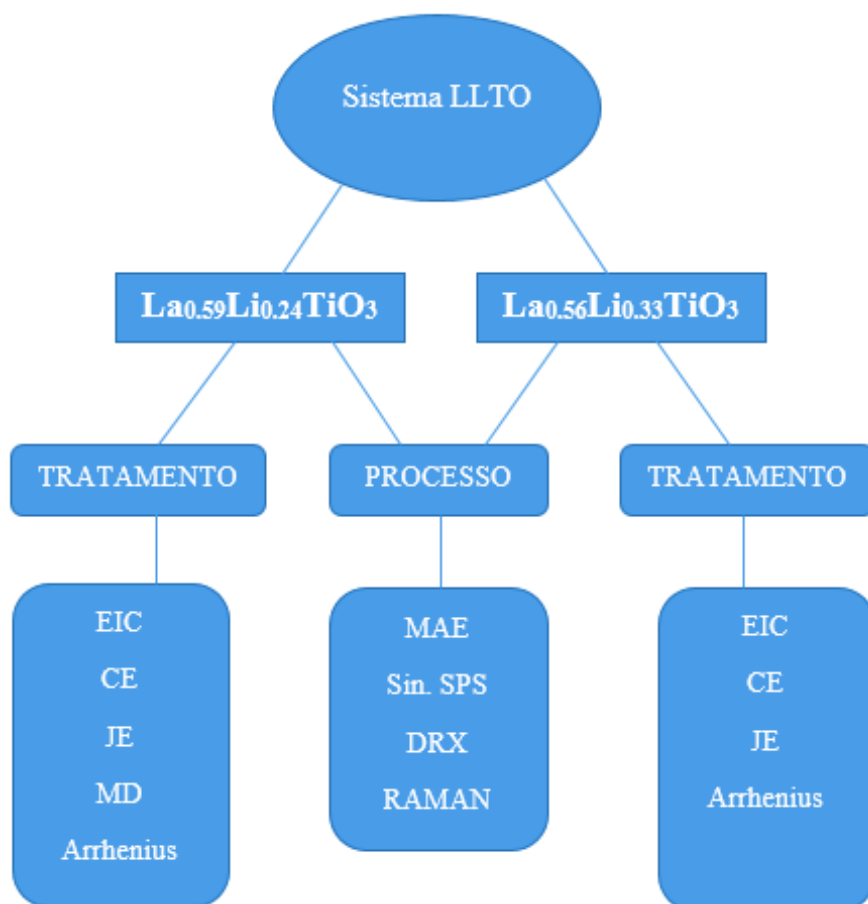 Sistema LLTO
La₀.₅₉Li₀.₂₄TiO₃
La₀.₅₆Li₀.₃₃TiO₃
TRATAMENTO
PROCESSO
TRATAMENTO
EIC
CE
JE
MD
Arrhenius
MAE
Sin. SPS
DRX
RAMAN
EIC
CE
JE
Arrhenius